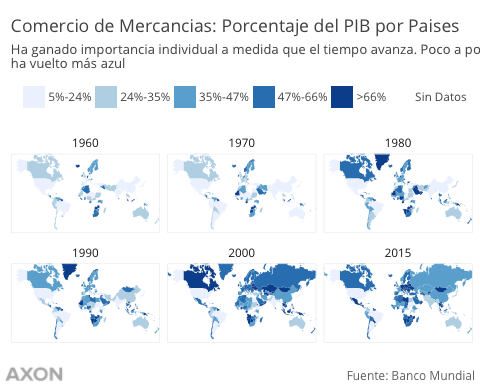 Comercio de Mercancias: Porcentaje del PIB por Paises
Ha ganado importancia individual a medida que el tiempo avanza. Poco a po
ha vuelto más azul
5%-24% 24%-35% 35%-47% 47%-66% >66% Sin Datos
1960 1970 1980
1990 2000 2015
AXON Fuente: Banco Mundial